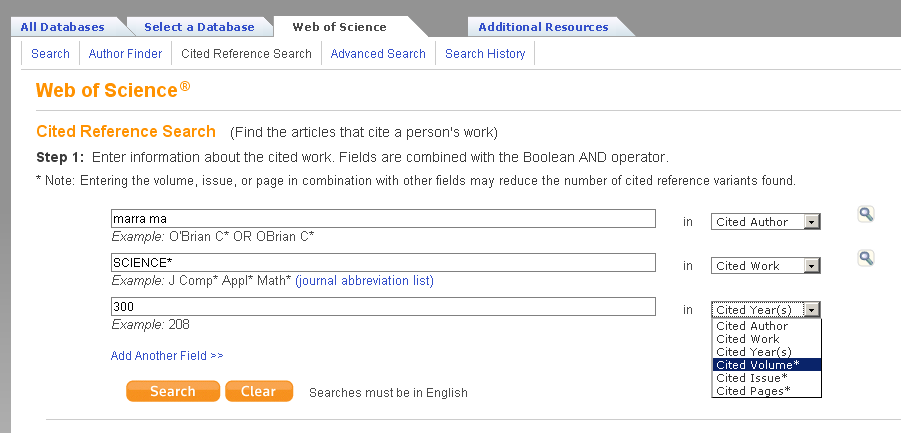 All Databases Select a Database Web of Science Additional Resources
Search Author Finder Cited Reference Search Advanced Search Search History
Web of Science®
Cited Reference Search (Find the articles that cite a person's work)
Step 1: Enter information about the cited work. Fields are combined with the Boolean AND operator.
* Note: Entering the volume, issue, or page in combination with other fields may reduce the number of cited reference variants found.
marra ma in Cited Author
Example: O'Brian C* OR OBrian C*
SCIENCE* in Cited Work
Example: J Comp* Appl* Math* (journal abbreviation list)
300 in Cited Year(s)
Example: 208
Cited Author
Cited Work
Cited Year(s)
Cited Volume*
Cited Issue*
Cited Pages*
Add Another Field >>
Search Clear Searches must be in English